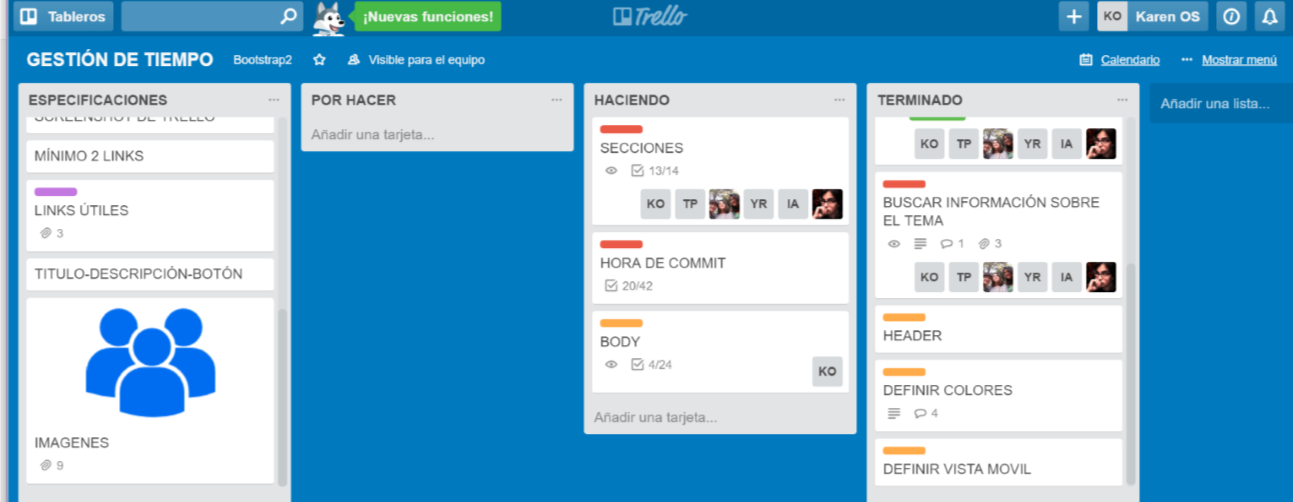 Tableros
¡Nuevas funciones!
Trello
KO Karen OS
GESTIÓN DE TIEMPO
Bootstrap2
Visible para el equipo
Calendario
Mostrar menú
ESPECIFICACIONES
SCREENSHOT DE TRELLO
MÍNIMO 2 LINKS
LINKS ÚTILES
3
TITULO-DESCRIPCIÓN-BOTÓN
IMAGENES
9
POR HACER
Añadir una tarjeta...
HACIENDO
SECCIONES
13/14
KO TP YR IA
HORA DE COMMIT
20/42
BODY
4/24
KO
Añadir una tarjeta...
TERMINADO
KO TP YR IA
BUSCAR INFORMACIÓN SOBRE
EL TEMA
1 3
KO TP YR IA
HEADER
DEFINIR COLORES
4
DEFINIR VISTA MOVIL
Añadir una lista...